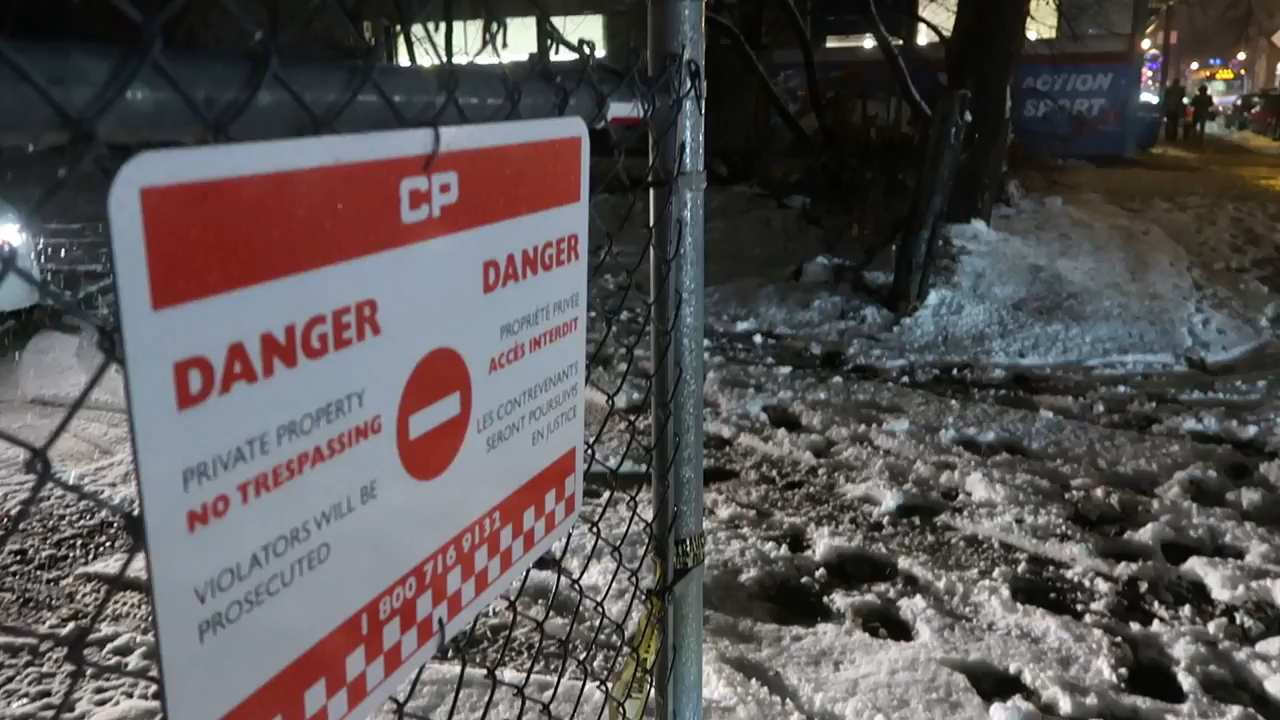 CP
DANGER
PRIVATE PROPERTY
NO TRESPASSING
VIOLATORS WILL BE
PROSECUTED
DANGER
PROPRIÉTÉ PRIVÉE
ACCÈS INTERDIT
LES CONTREVENANTS
SERONT POURSUIVIS
EN JUSTICE
1 800 716 9132
ACTION
SPORT